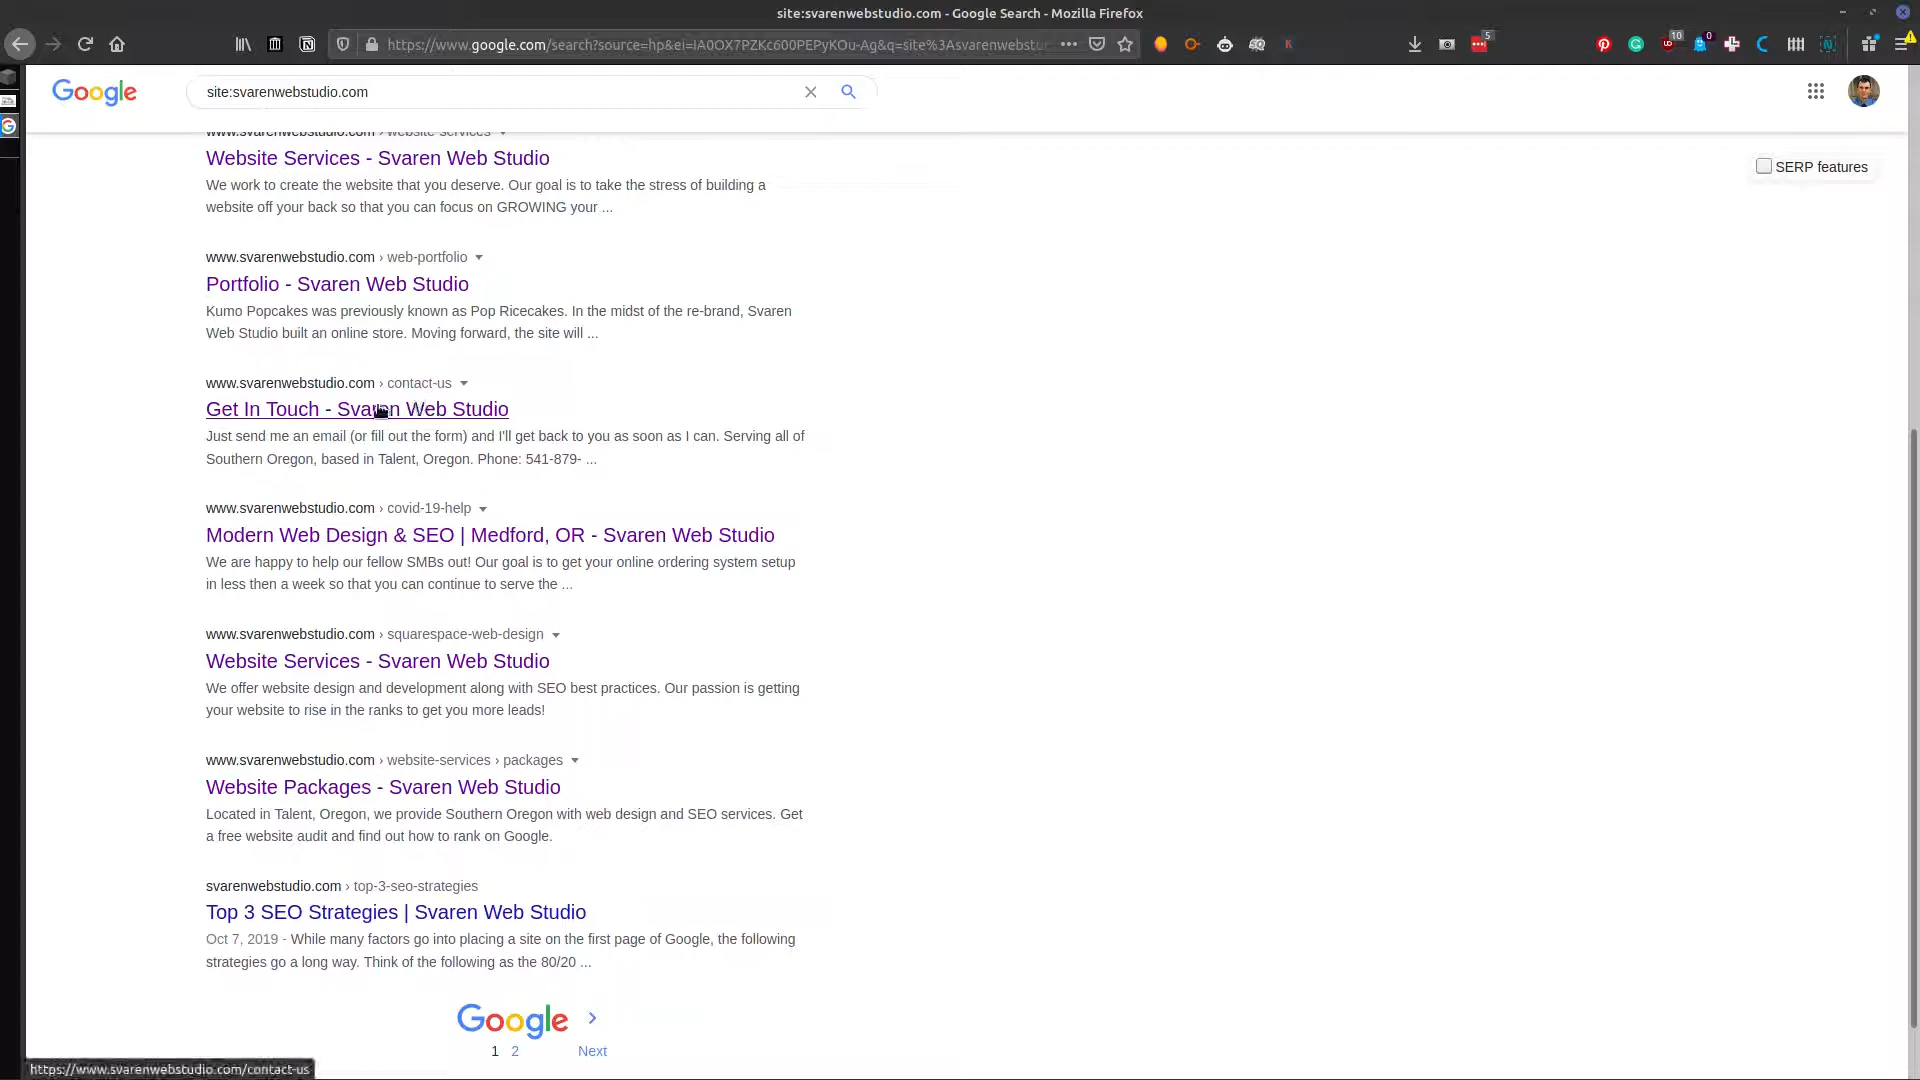 site:svarenwebstudio.com - Google Search - Mozilla Firefox
https://www.google.com/search?source=hp&ei=IA0OX7PZKc600PEPyKOu-Ag&q=site%3Asvarenwebstu
5
10
0
Google
site:svarenwebstudio.com
SERP features
www.svarenwebstudio.com › website-services
Website Services - Svaren Web Studio
We work to create the website that you deserve. Our goal is to take the stress of building a
website off your back so that you can focus on GROWING your ...
www.svarenwebstudio.com › web-portfolio
Portfolio - Svaren Web Studio
Kumo Popcakes was previously known as Pop Ricecakes. In the midst of the re-brand, Svaren
Web Studio built an online store. Moving forward, the site will ...
www.svarenwebstudio.com › contact-us
Get In Touch - Svaren Web Studio
Just send me an email (or fill out the form) and I'll get back to you as soon as I can. Serving all of
Southern Oregon, based in Talent, Oregon. Phone: 541-879- ...
www.svarenwebstudio.com › covid-19-help
Modern Web Design & SEO | Medford, OR - Svaren Web Studio
We are happy to help our fellow SMBs out! Our goal is to get your online ordering system setup
in less then a week so that you can continue to serve the ...
www.svarenwebstudio.com › squarespace-web-design
Website Services - Svaren Web Studio
We offer website design and development along with SEO best practices. Our passion is getting
your website to rise in the ranks to get you more leads!
www.svarenwebstudio.com › website-services › packages
Website Packages - Svaren Web Studio
Located in Talent, Oregon, we provide Southern Oregon with web design and SEO services. Get
a free website audit and find out how to rank on Google.
svarenwebstudio.com › top-3-seo-strategies
Top 3 SEO Strategies | Svaren Web Studio
Oct 7, 2019 - While many factors go into placing a site on the first page of Google, the following
strategies go a long way. Think of the following as the 80/20 ...
Google
1 2 Next
https://www.svarenwebstudio.com/contact-us